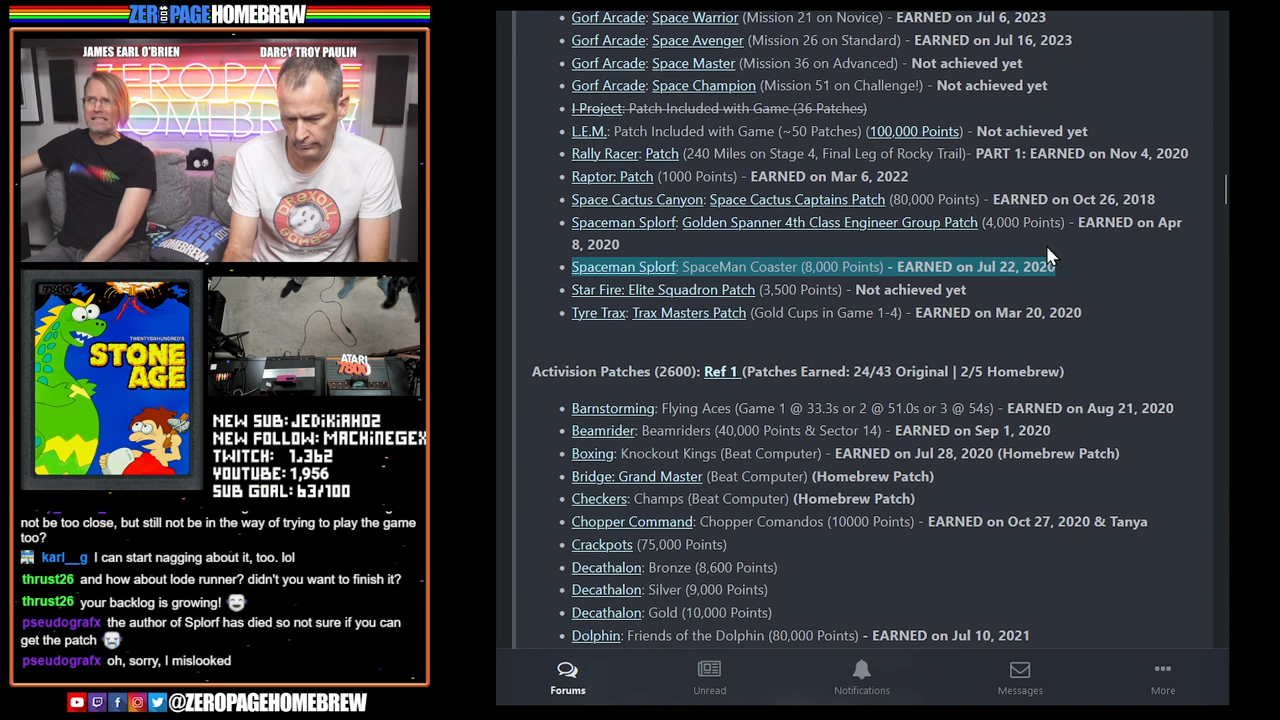 ZEROPAGEHOMEBREW
JAMES EARL O'BRIEN
DARCY TROY PAULIN
ZEROPAGE
HOMEBREW
DREXOLL
GAMES
HOMEBREW
7800
TWENTYSIXHUNDRED'S
STONE
AGE
ATARI
7800
NEW SUB: JEDIKIAH02
NEW FOLLOW: MACHINEGEX
TWITCH: 1,362
YOUTUBE: 1,956
SUB GOAL: 63/100
not be too close, but still not be in the way of trying to play the game
too?
karl__g I can start nagging about it, too. lol
thrust26 and how about lode runner? didn't you want to finish it?
thrust26 your backlog is growing!
pseudografx the author of Splorf has died so not sure if you can
get the patch
pseudografx oh, sorry, I mislooked
@ZEROPAGEHOMEBREW
Gorf Arcade: Space Warrior (Mission 21 on Novice) - EARNED on Jul 6, 2023
Gorf Arcade: Space Avenger (Mission 26 on Standard) - EARNED on Jul 16, 2023
Gorf Arcade: Space Master (Mission 36 on Advanced) - Not achieved yet
Gorf Arcade: Space Champion (Mission 51 on Challenge!) - Not achieved yet
I Project: Patch Included with Game (36 Patches)
L.E.M.: Patch Included with Game (~50 Patches) (100,000 Points) - Not achieved yet
Rally Racer: Patch (240 Miles on Stage 4, Final Leg of Rocky Trail)- PART 1: EARNED on Nov 4, 2020
Raptor: Patch (1000 Points) - EARNED on Mar 6, 2022
Space Cactus Canyon: Space Cactus Captains Patch (80,000 Points) - EARNED on Oct 26, 2018
Spaceman Splorf: Golden Spanner 4th Class Engineer Group Patch (4,000 Points) - EARNED on Apr
8, 2020
Spaceman Splorf: SpaceMan Coaster (8,000 Points) - EARNED on Jul 22, 2020
Star Fire: Elite Squadron Patch (3,500 Points) - Not achieved yet
Tyre Trax: Trax Masters Patch (Gold Cups in Game 1-4) - EARNED on Mar 20, 2020
Activision Patches (2600): Ref 1 (Patches Earned: 24/43 Original | 2/5 Homebrew)
Barnstorming: Flying Aces (Game 1 @ 33.3s or 2 @ 51.0s or 3 @ 54s) - EARNED on Aug 21, 2020
Beamrider: Beamriders (40,000 Points & Sector 14) - EARNED on Sep 1, 2020
Boxing: Knockout Kings (Beat Computer) - EARNED on Jul 28, 2020 (Homebrew Patch)
Bridge: Grand Master (Beat Computer) (Homebrew Patch)
Checkers: Champs (Beat Computer) (Homebrew Patch)
Chopper Command: Chopper Comandos (10000 Points) - EARNED on Oct 27, 2020 & Tanya
Crackpots (75,000 Points)
Decathalon: Bronze (8,600 Points)
Decathalon: Silver (9,000 Points)
Decathalon: Gold (10,000 Points)
Dolphin: Friends of the Dolphin (80,000 Points) - EARNED on Jul 10, 2021
Forums
Unread
Notifications
Messages
More